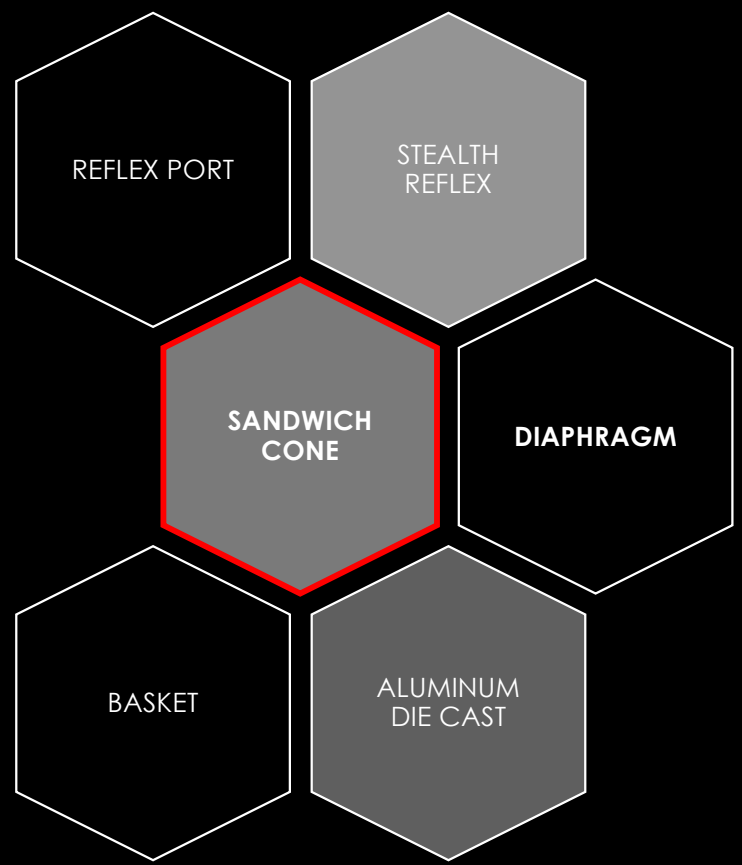 REFLEX PORT
STEALTH
REFLEX
SANDWICH
CONE
DIAPHRAGM
BASKET
ALUMINUM
DIE CAST